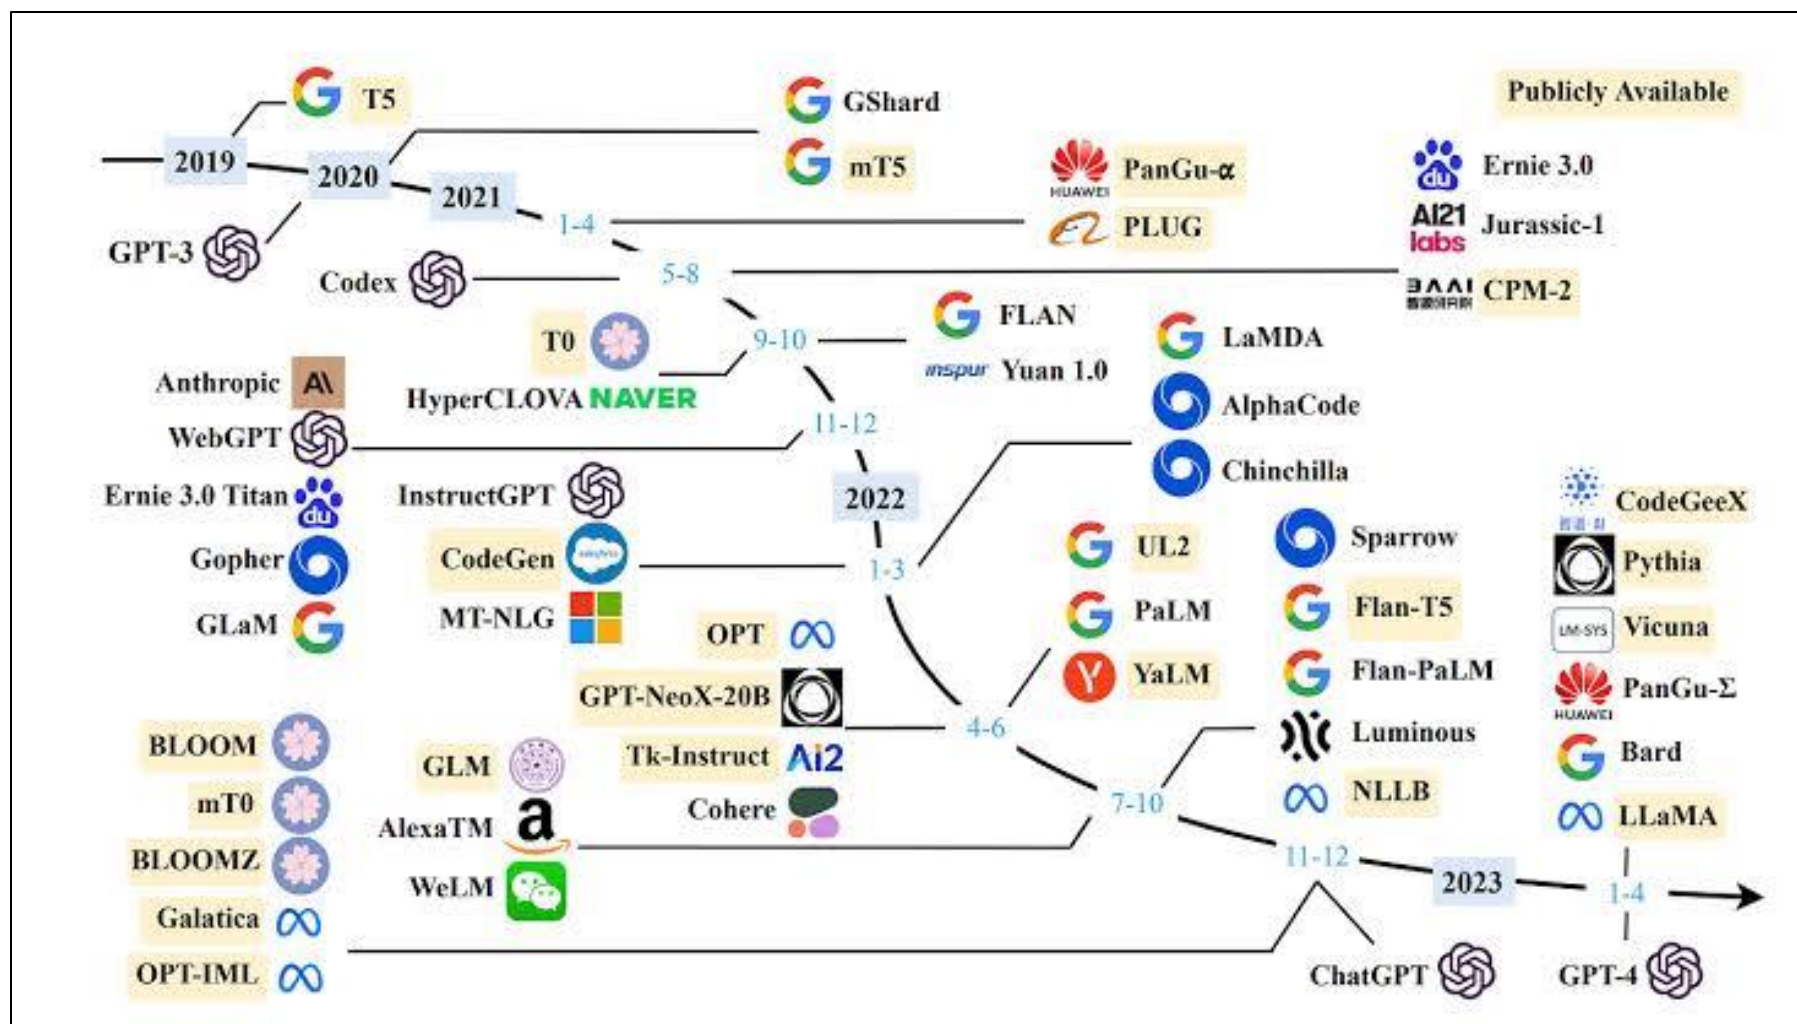 T5
GShard
Publicly Available
mT5
2019
2020
2021
HUAWEI
PanGu-α
du
Ernie 3.0
1-4
PLUG
AI21
labs
Jurassic-1
GPT-3
Codex
5-8
BAAI
CPM-2
T0
9-10
FLAN
LaMDA
inspur
Yuan 1.0
Anthropic
A\
HyperCLOVA
NAVER
AlphaCode
WebGPT
11-12
Chinchilla
Ernie 3.0 Titan
du
InstructGPT
2022
CodeGeeX
Gopher
CodeGen
1-3
UL2
Sparrow
Pythia
GLaM
MT-NLG
OPT
PaLM
Flan-T5
LM-SYS
Vicuna
GPT-NeoX-20B
YaLM
Flan-PaLM
HUAWEI
PanGu-Σ
BLOOM
GLM
Tk-Instruct
Ai2
4-6
Luminous
Bard
mT0
AlexaTM
a
Cohere
7-10
NLLB
LLaMA
BLOOMZ
WeLM
11-12
2023
1-4
Galatica
OPT-IML
ChatGPT
GPT-4